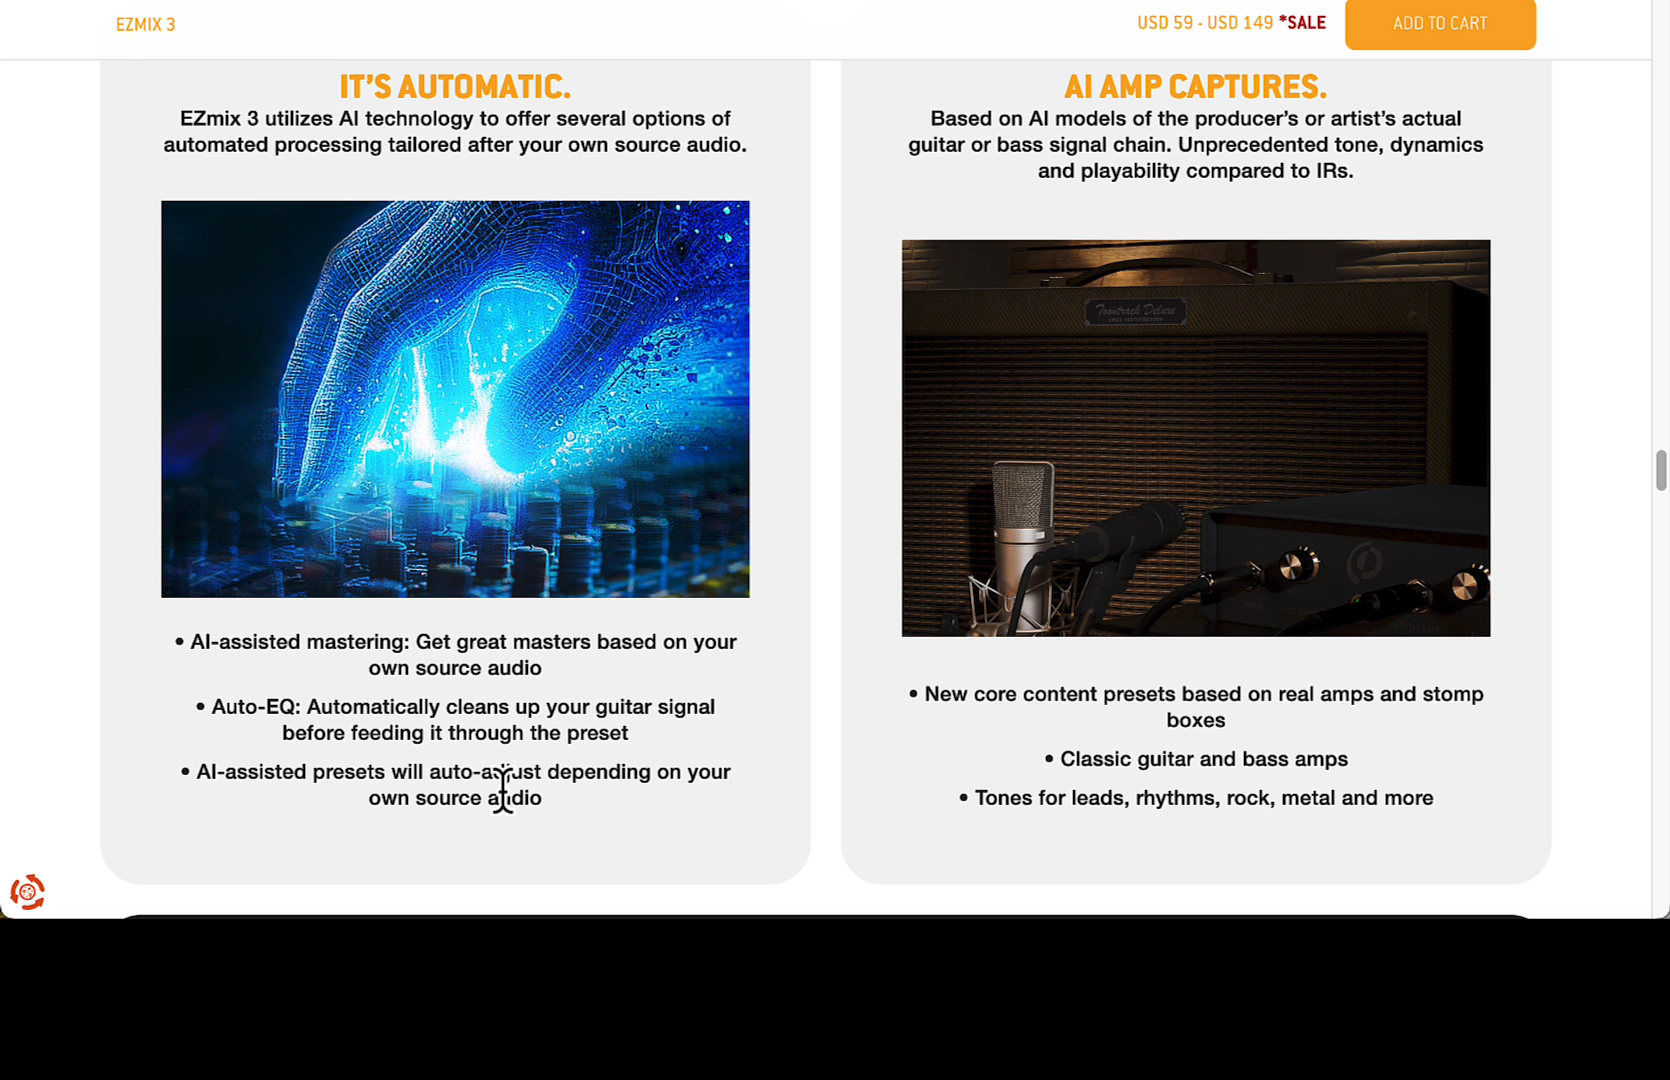 EZMIX 3
USD 59 - USD 149 *SALE
ADD TO CART
IT'S AUTOMATIC.
EZmix 3 utilizes AI technology to offer several options of
automated processing tailored after your own source audio.
• AI-assisted mastering: Get great masters based on your
own source audio
• Auto-EQ: Automatically cleans up your guitar signal
before feeding it through the preset
• AI-assisted presets will auto-adjust depending on your
own source audio
AI AMP CAPTURES.
Based on AI models of the producer's or artist's actual
guitar or bass signal chain. Unprecedented tone, dynamics
and playability compared to IRs.
Toontrack Deluxe
• New core content presets based on real amps and stomp
boxes
• Classic guitar and bass amps
• Tones for leads, rhythms, rock, metal and more